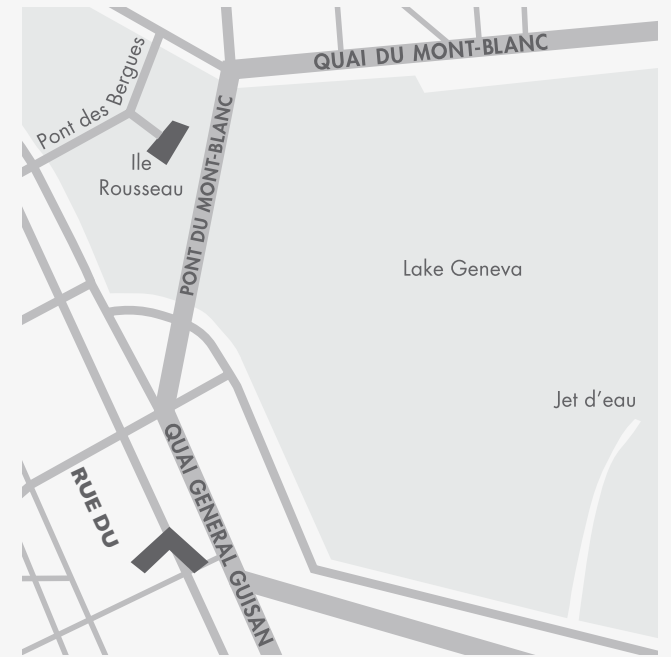 QUAI DU MONT-BLANC
Pont des Bergues
Ile
Rousseau
PONT DU MONT-BLANC
Lake Geneva
Jet d'eau
QUAI GENERAL GUISAN
RUE DU